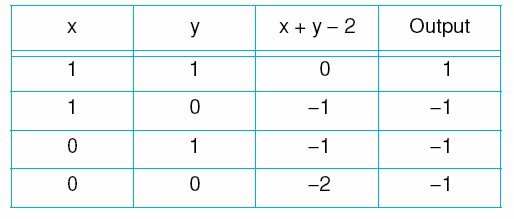 x y x + y – 2 Output
1 1 0 1
1 0 –1 –1
0 1 –1 –1
0 0 –2 –1